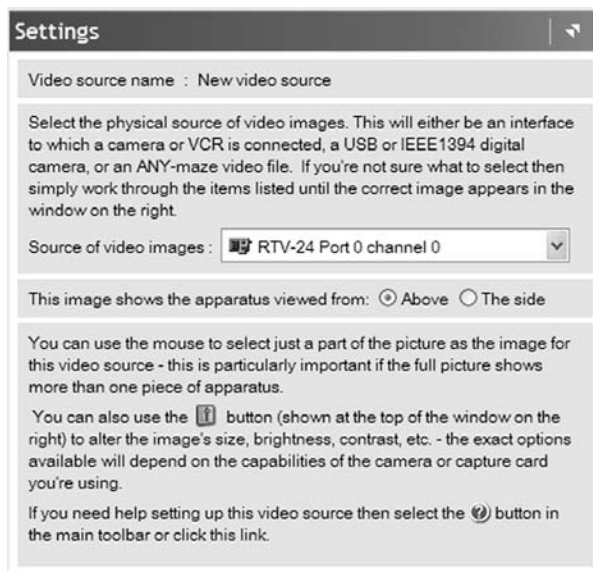 Settings
Video source name : New video source
Select the physical source of video images. This will either be an interface
to which a camera or VCR is connected, a USB or IEEE1394 digital
camera, or an ANY-maze video file. If you're not sure what to select then
simply work through the items listed until the correct image appears in the
window on the right.
Source of video images : RTV-24 Port 0 channel 0
This image shows the apparatus viewed from: Above The side
You can use the mouse to select just a part of the picture as the image for
this video source - this is particularly important if the full picture shows
more than one piece of apparatus.
You can also use the button (shown at the top of the window on the
right) to alter the image's size, brightness, contrast, etc. - the exact options
available will depend on the capabilities of the camera or capture card
you're using.
If you need help setting up this video source then select the ? button in
the main toolbar or click this link.